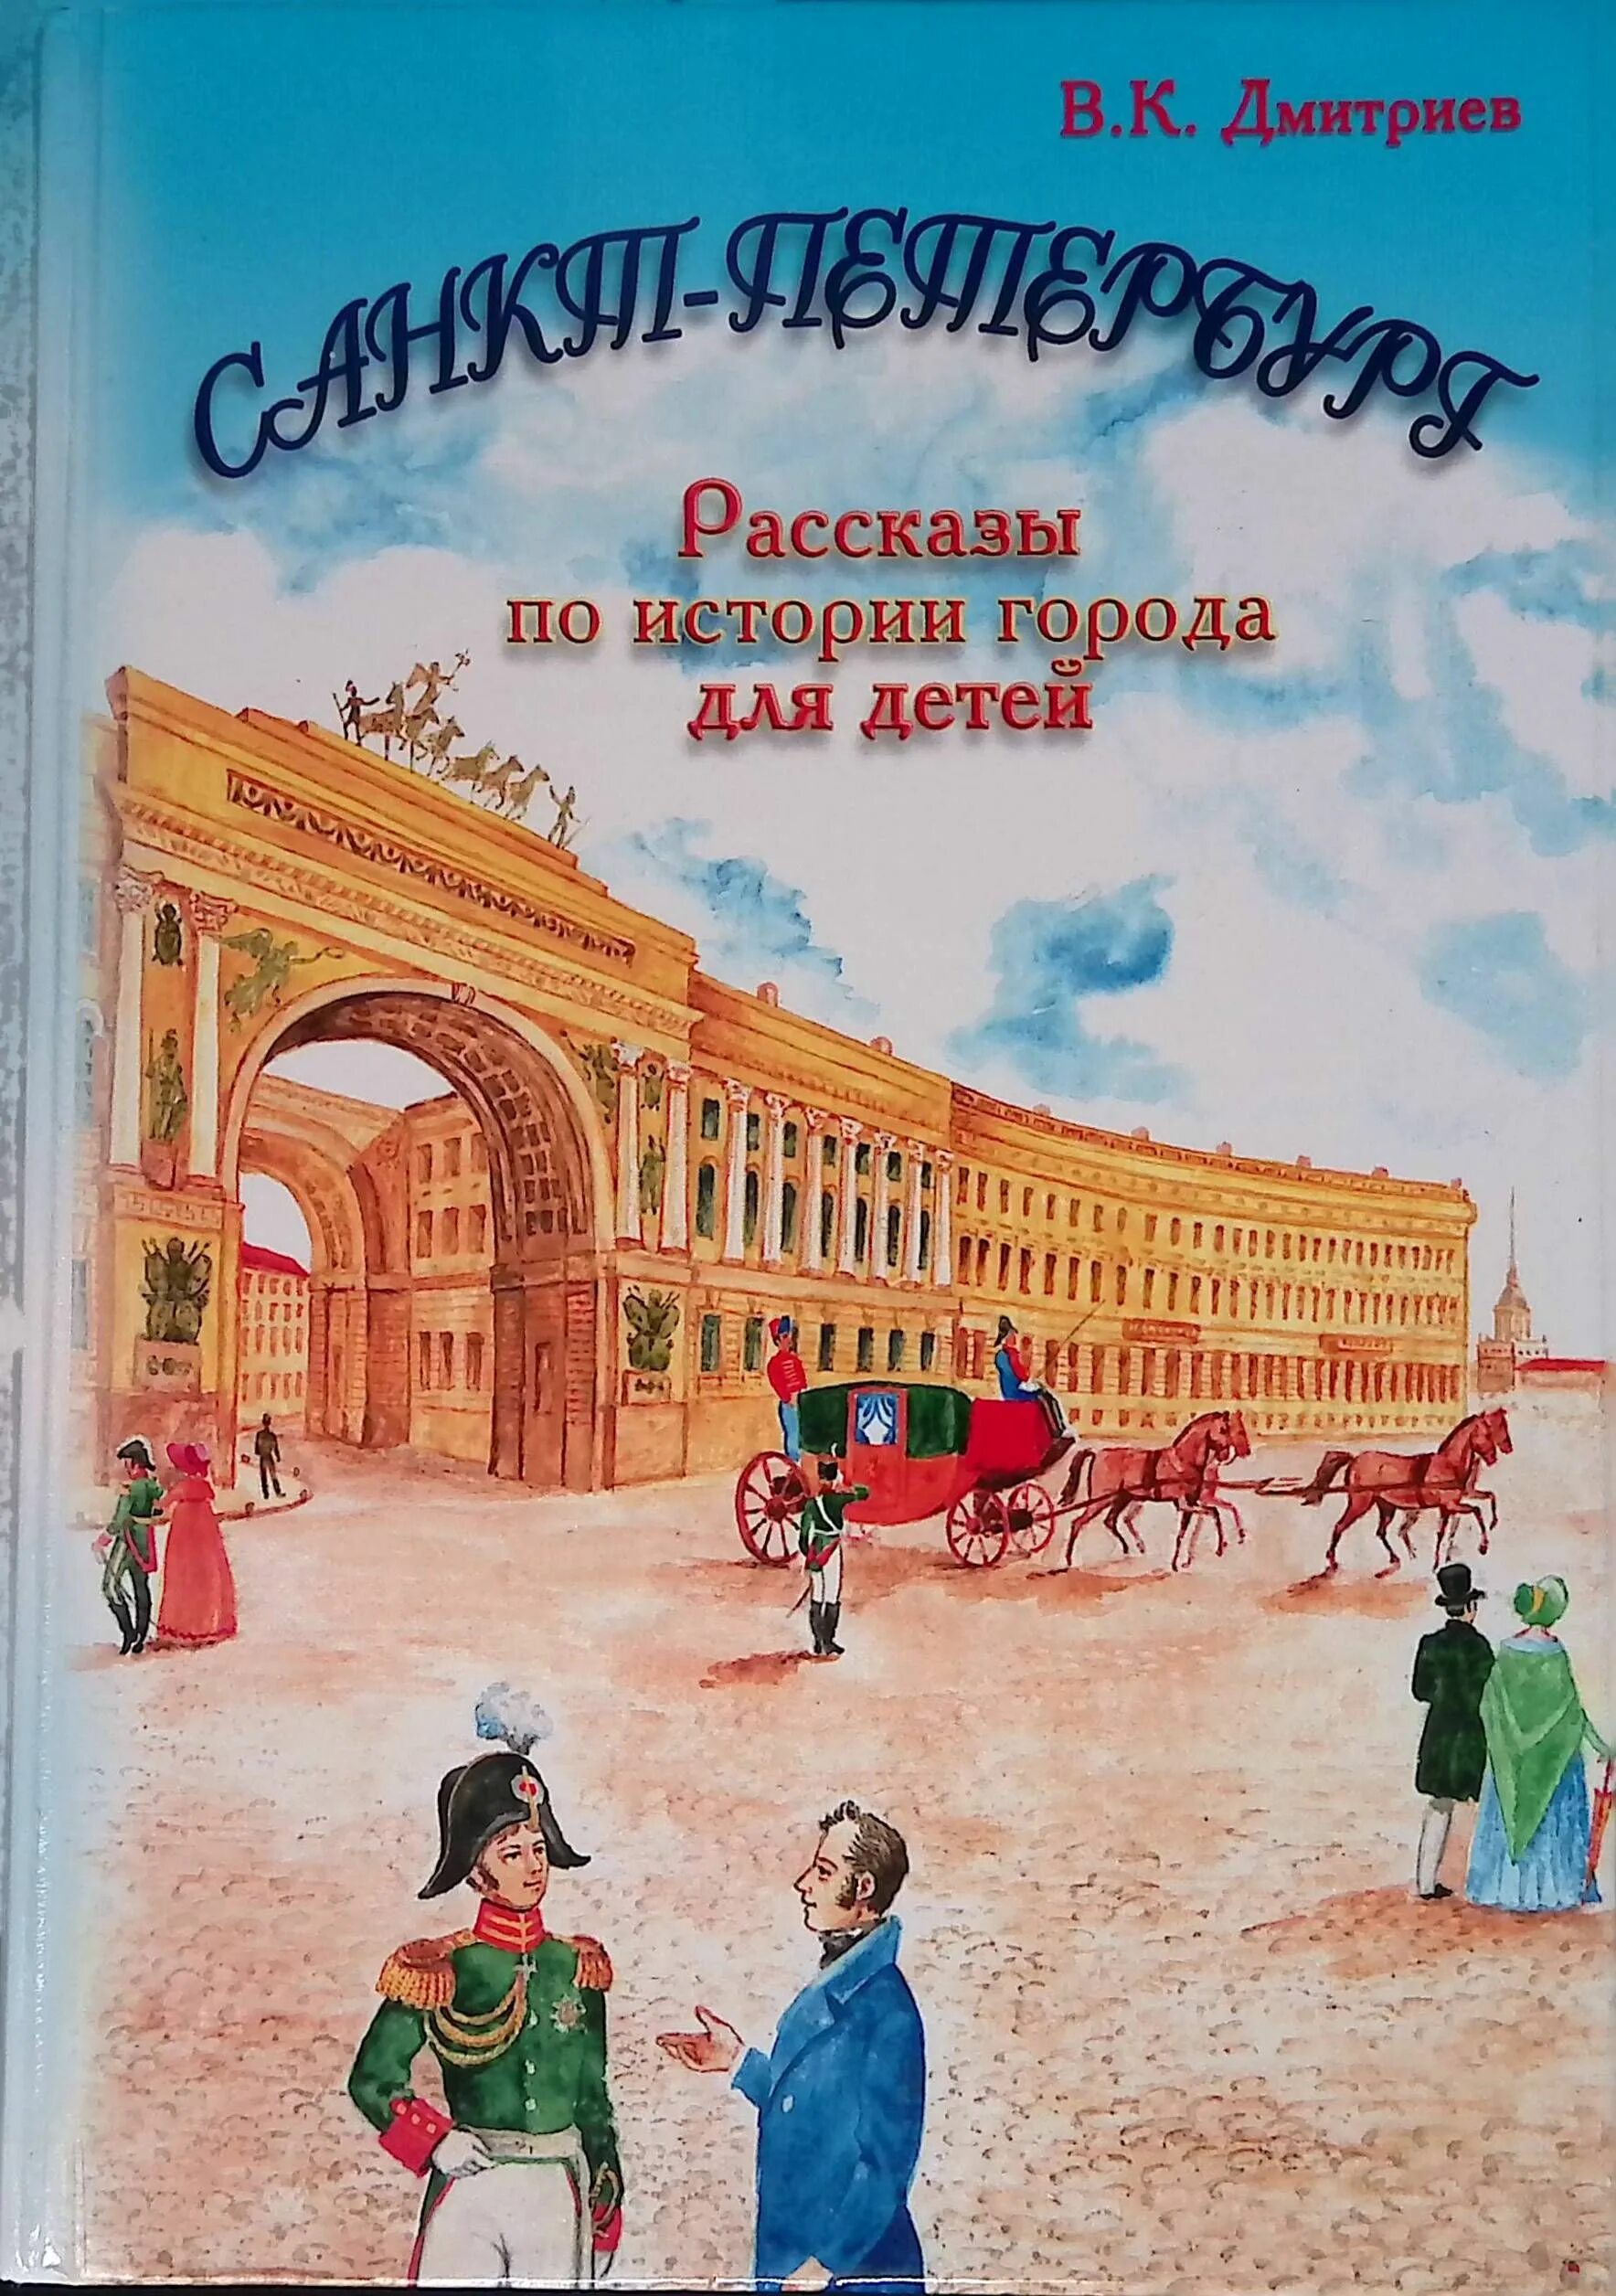 В.К. Дмитриев
САНКТ-ПЕТЕРБУРГ
Рассказы
по истории города
для детей